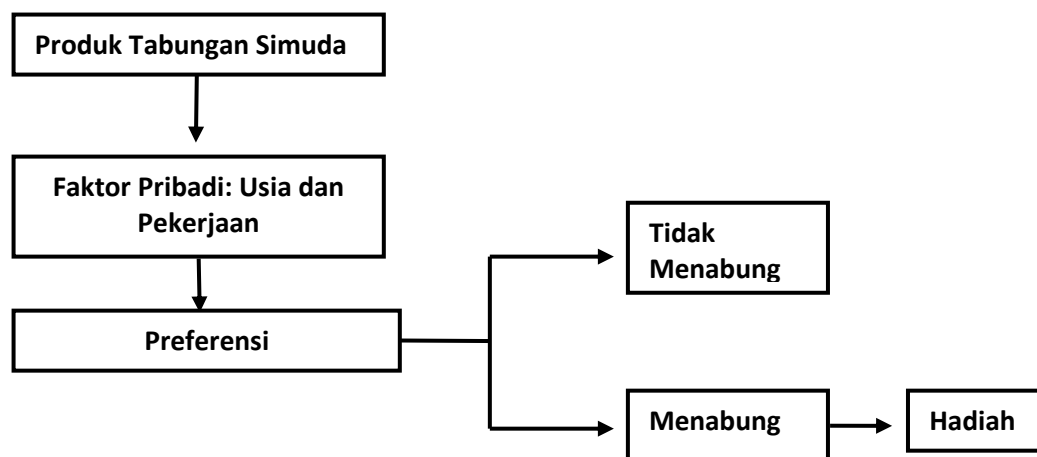 Produk Tabungan Simuda
Faktor Pribadi: Usia dan
Pekerjaan
Tidak
Menabung
Preferensi
Menabung
Hadiah